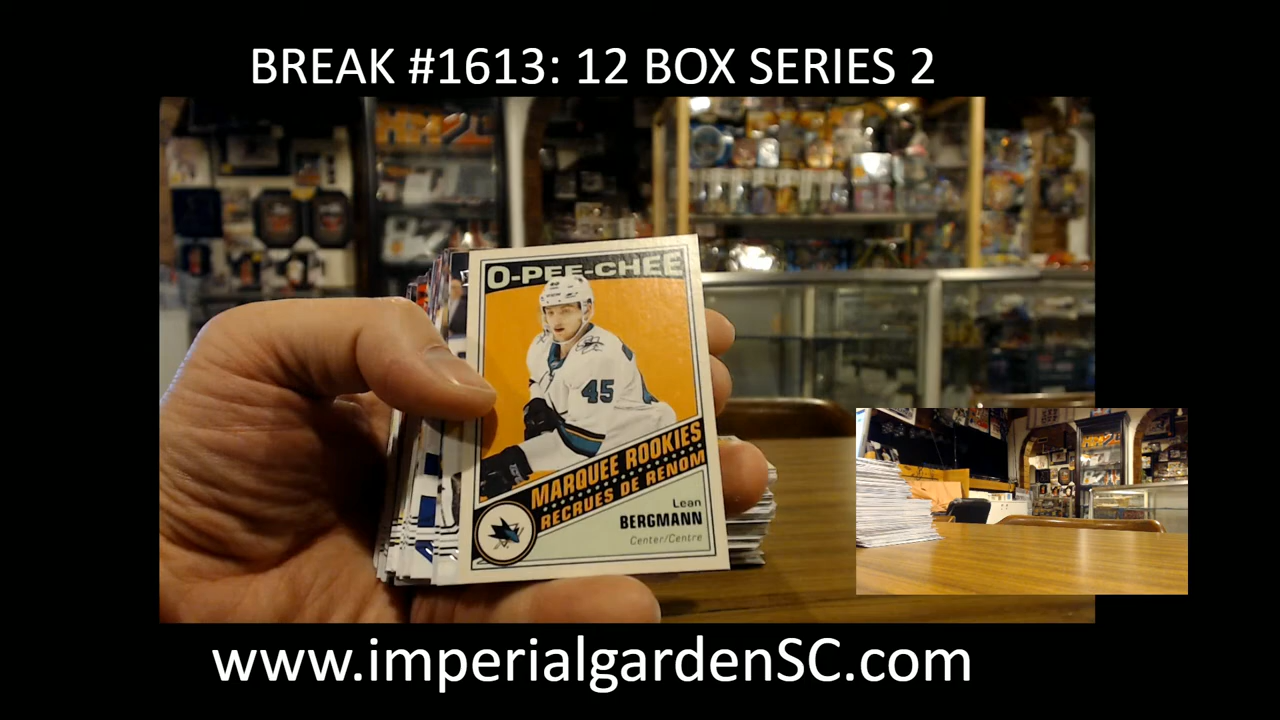 BREAK #1613: 12 BOX SERIES 2
O-PEE-CHEE
45
MARQUEE ROOKIES
RECRUES DE RENOM
Lean
BERGMANN
Center/Centre
www.imperialgardenSC.com